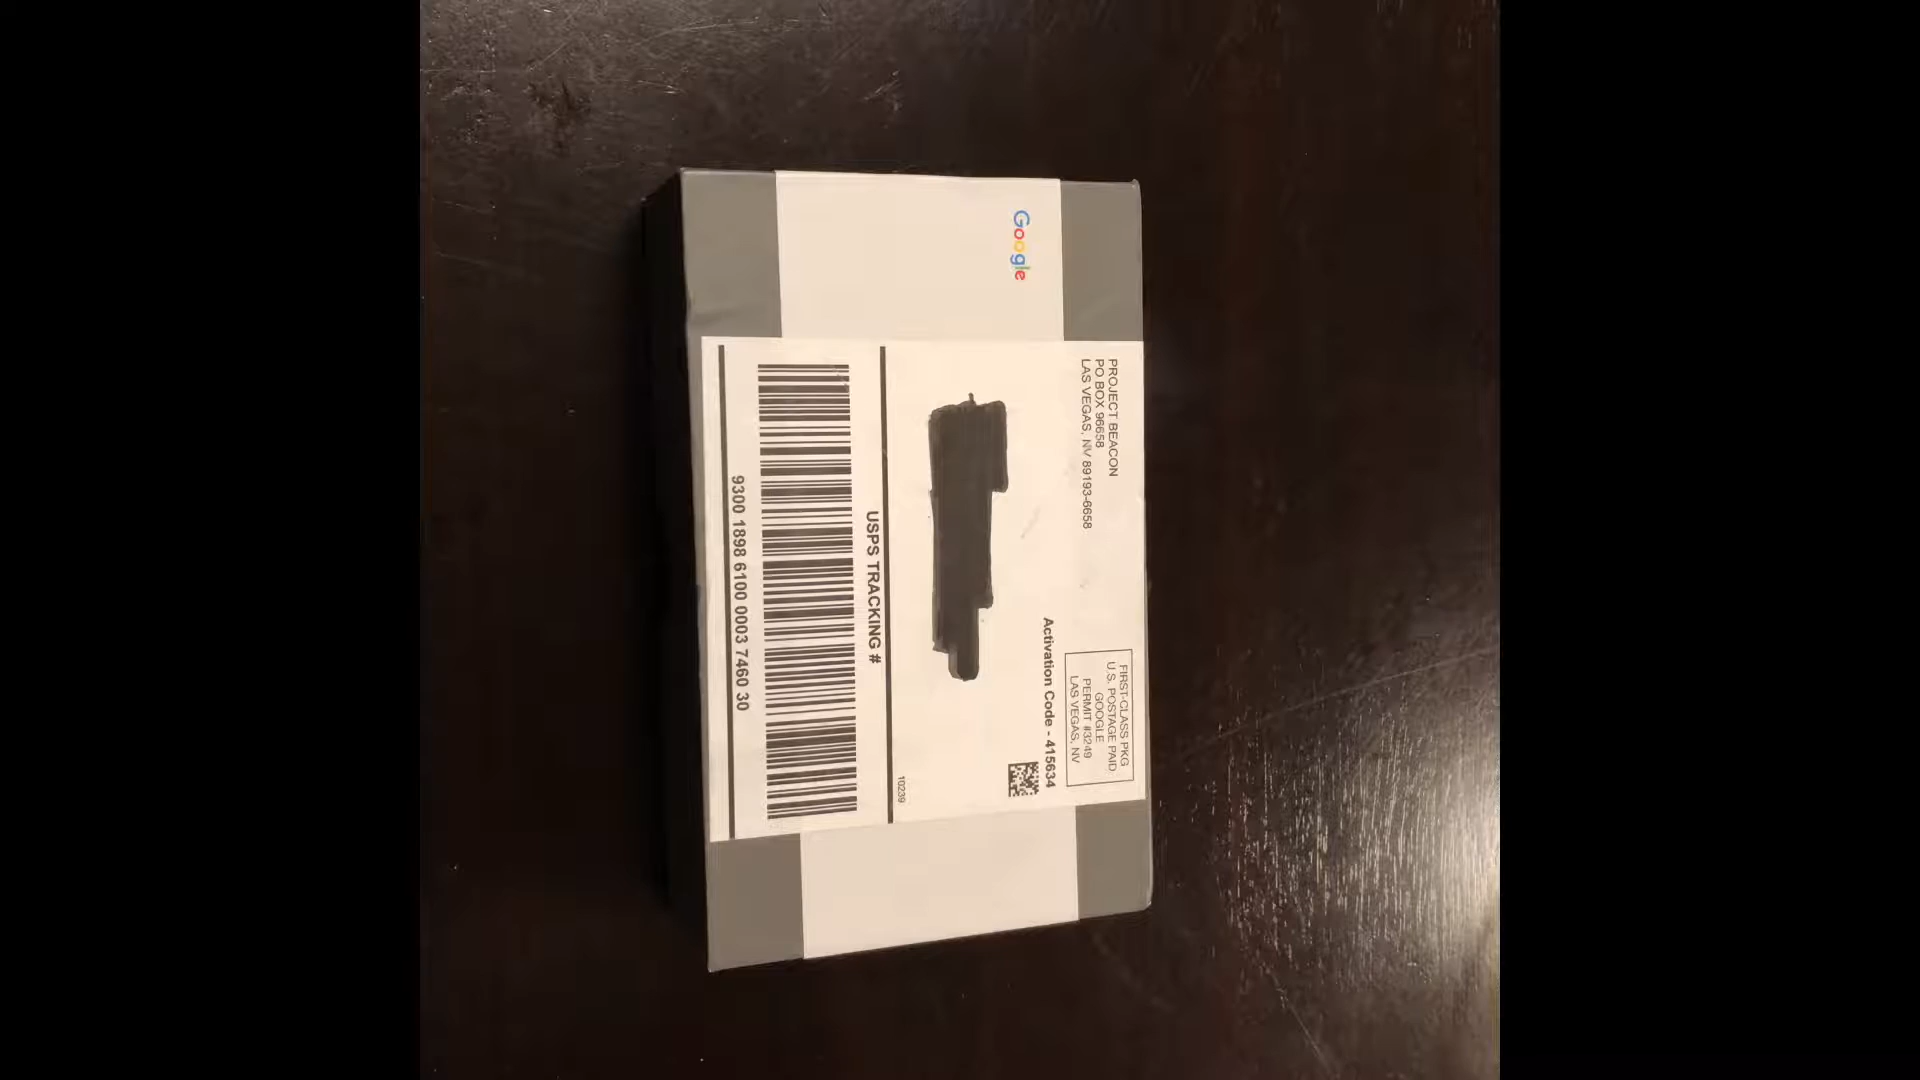 Google
PROJECT BEACON
PO BOX 96658
LAS VEGAS, NV 89193-6658
FIRST-CLASS PKG
U.S. POSTAGE PAID
GOOGLE
PERMIT #3249
LAS VEGAS, NV
Activation Code - 415634
10239
USPS TRACKING #
9300 1898 6100 0003 7460 30